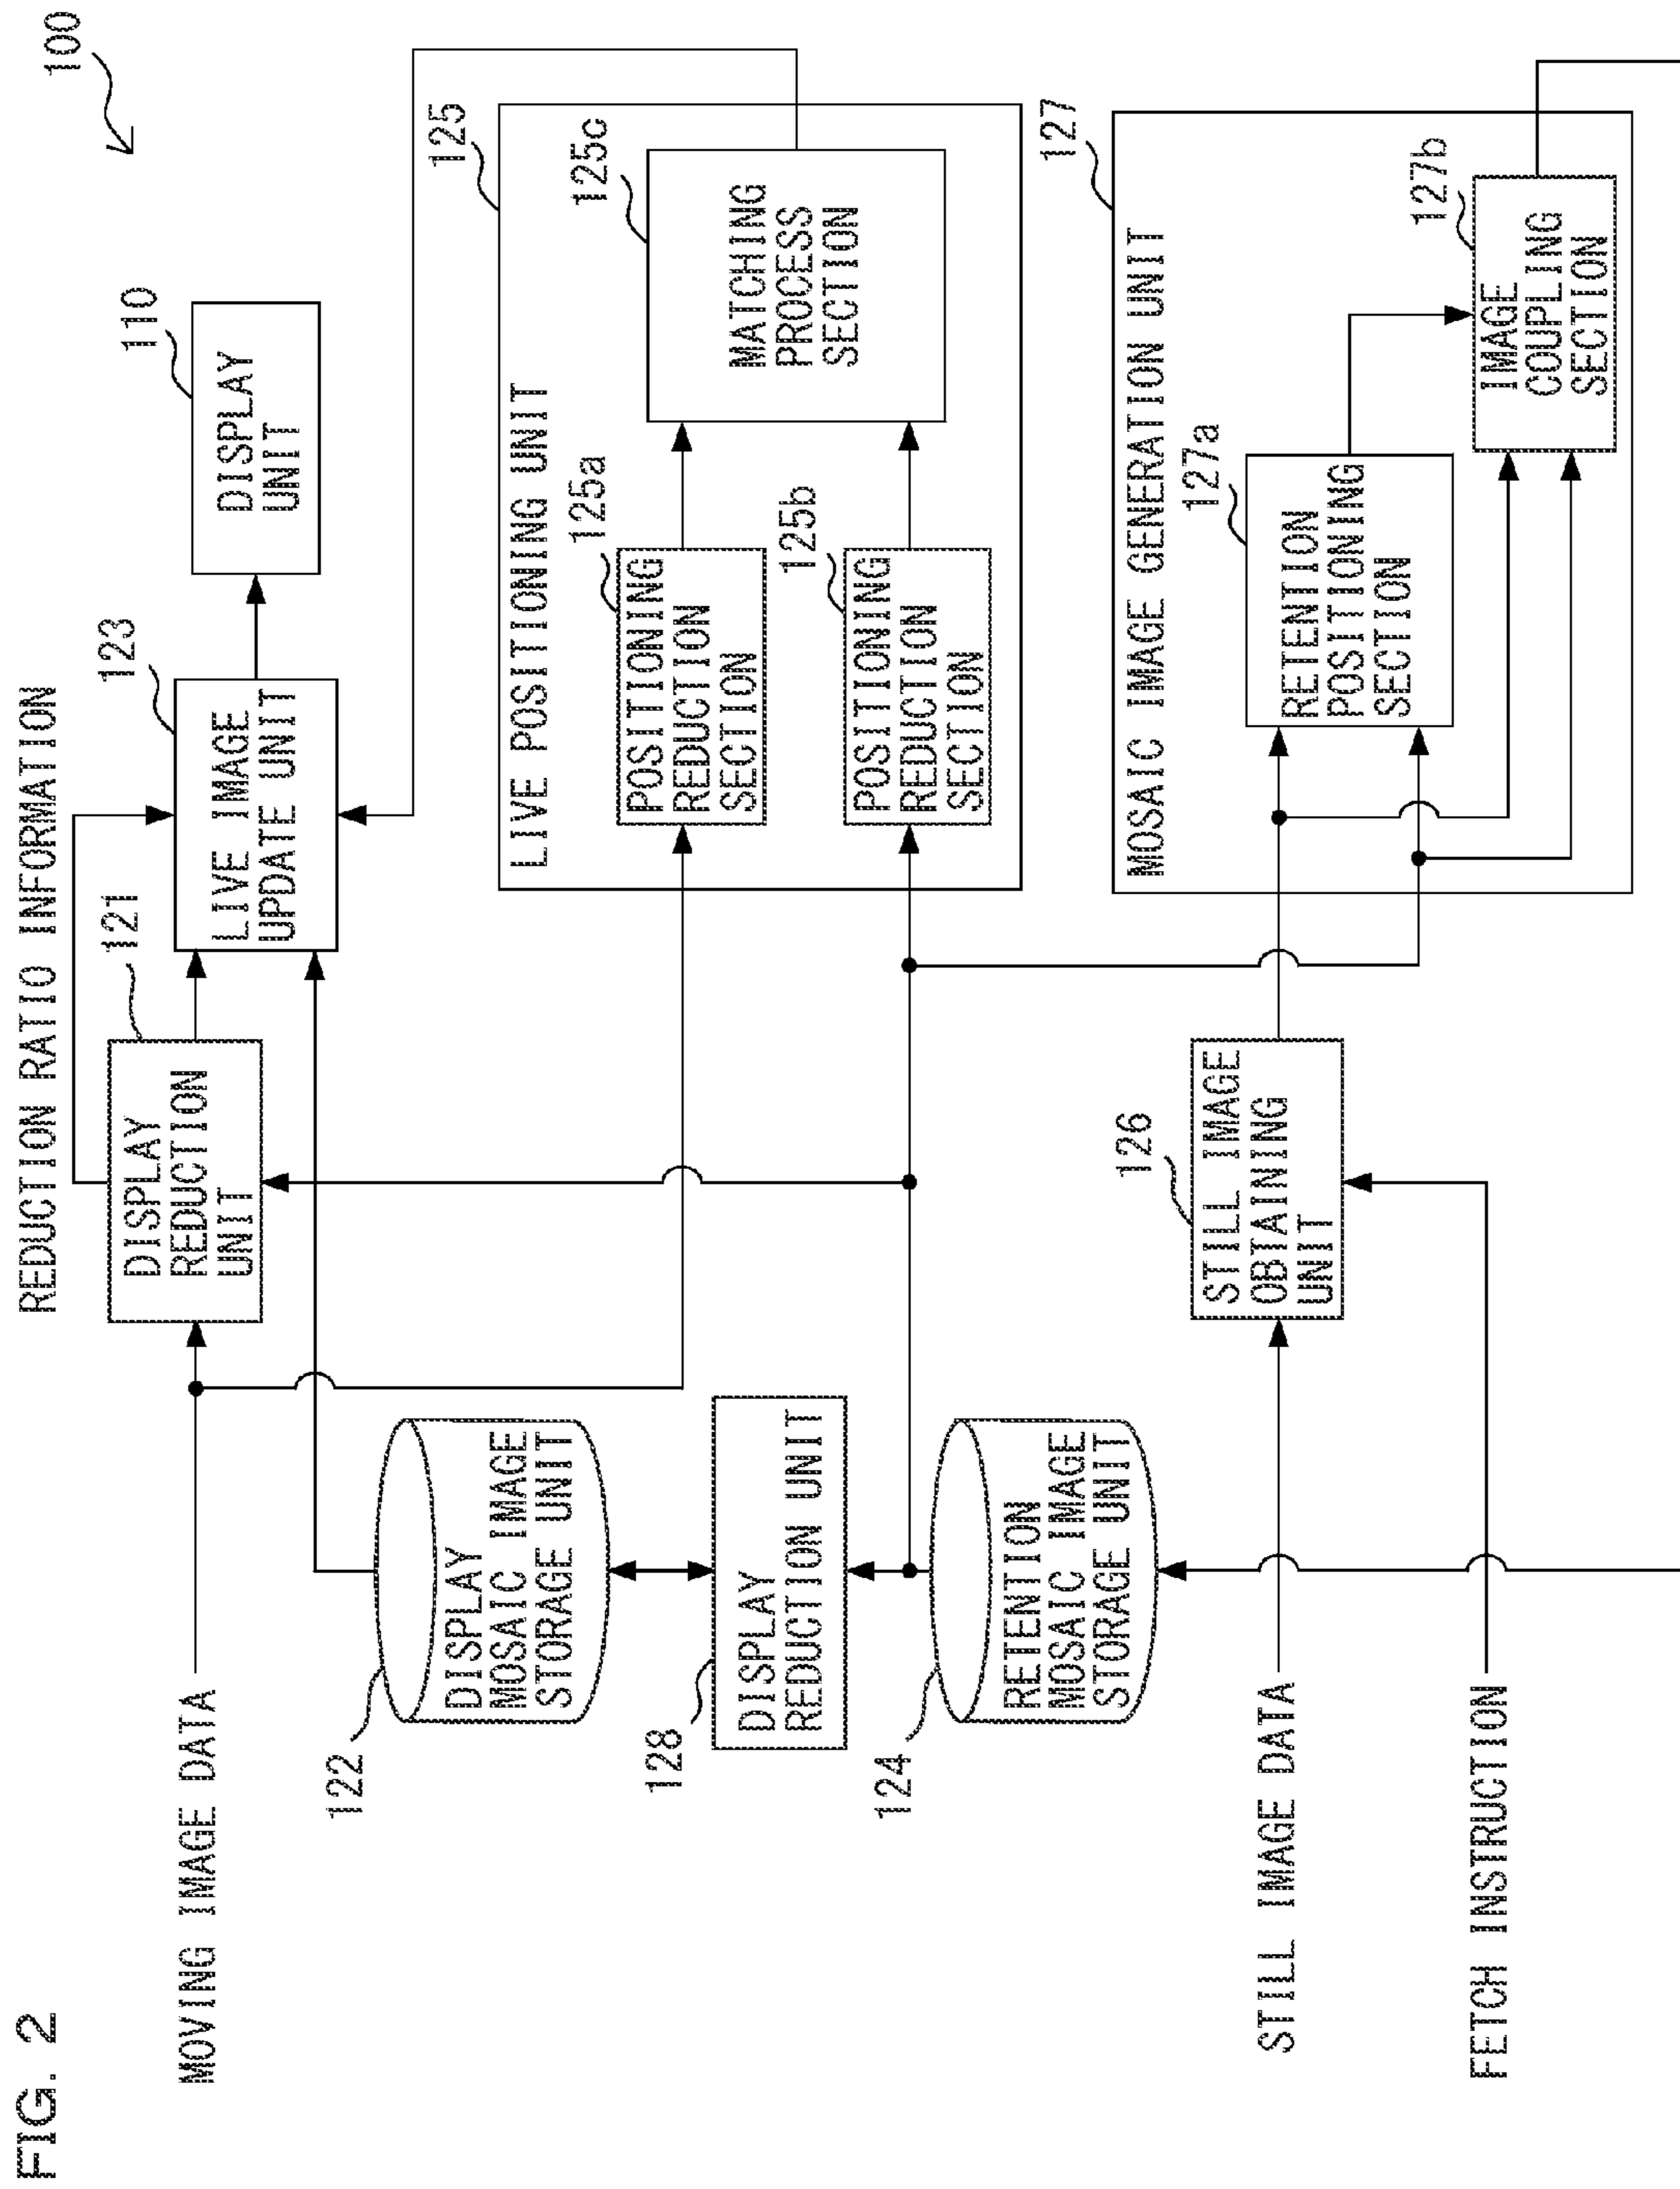 FIG. 2
100
REDUCTION RATIO INFORMATION
MOVING IMAGE DATA
121
DISPLAY
REDUCTION
UNIT
123
LIVE IMAGE
UPDATE UNIT
110
DISPLAY
UNIT
122
DISPLAY
MOSAIC IMAGE
STORAGE UNIT
125
LIVE POSITIONING UNIT
125a
POSITIONING
REDUCTION
SECTION
125c
MATCHING
PROCESS
SECTION
128
DISPLAY
REDUCTION UNIT
125b
POSITIONING
REDUCTION
SECTION
124
RETENTION
MOSAIC IMAGE
STORAGE UNIT
127
MOSAIC IMAGE GENERATION UNIT
126
STILL IMAGE
OBTAINING
UNIT
127a
RETENTION
POSITIONING
SECTION
127b
IMAGE
COUPLING
SECTION
STILL IMAGE DATA
FETCH INSTRUCTION